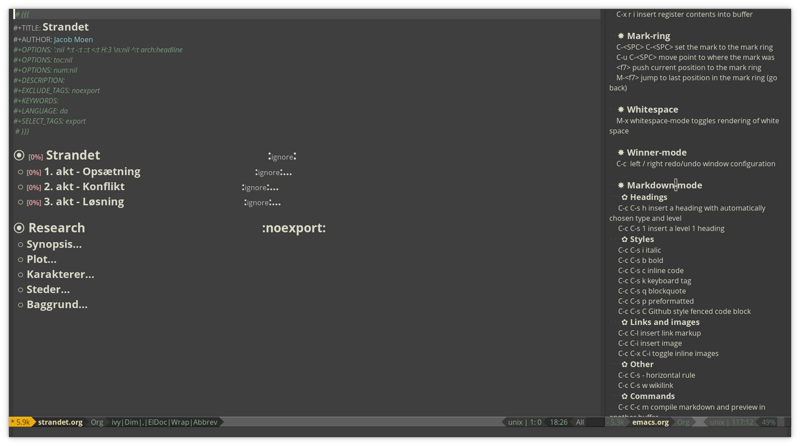 # {{{
#+TITLE: Strandet
#+AUTHOR: Jacob Moen
#+OPTIONS: ':nil *:t -:t ::t <:t H:3 \n:nil ^:t arch:headline
#+OPTIONS: toc:nil
#+OPTIONS: num:nil
#+DESCRIPTION:
#+EXCLUDE_TAGS: noexport
#+KEYWORDS:
#+LANGUAGE: da
#+SELECT_TAGS: export
# }}}
[0%] Strandet :ignore:
[0%] 1. akt - Opsætning :ignore:...
[0%] 2. akt - Konflikt :ignore:...
[0%] 3. akt - Løsning :ignore:...
Research :noexport:
Synopsis...
Plot...
Karakterer...
Steder...
Baggrund...
* 5.9k strandet.org Org ivy|Dim|,|ElDoc|Wrap|Abbrev unix | 1: 0 18:26 All
C-x r i insert register contents into buffer
Mark-ring
C-<SPC> C-<SPC> set the mark to the mark ring
C-u C-<SPC> move point to where the mark was
<f7> push current position to the mark ring
M-<f7> jump to last position in the mark ring (go
back)
Whitespace
M-x whitespace-mode toggles rendering of white
space
Winner-mode
C-c left / right redo/undo window configuration
Markdown-mode
Headings
C-c C-s h insert a heading with automatically
chosen type and level
C-c C-s 1 insert a level 1 heading
Styles
C-c C-s i italic
C-c C-s b bold
C-c C-s c inline code
C-c C-s k keyboard tag
C-c C-s q blockquote
C-c C-s p preformatted
C-c C-s C Github style fenced code block
Links and images
C-c C-l insert link markup
C-c C-i insert image
C-c C-x C-i toggle inline images
Other
C-c C-s - horizontal rule
C-c C-s w wikilink
Commands
C-c C-c m compile markdown and preview in
another buffer
emacs.org Org unix | 117:12 45%